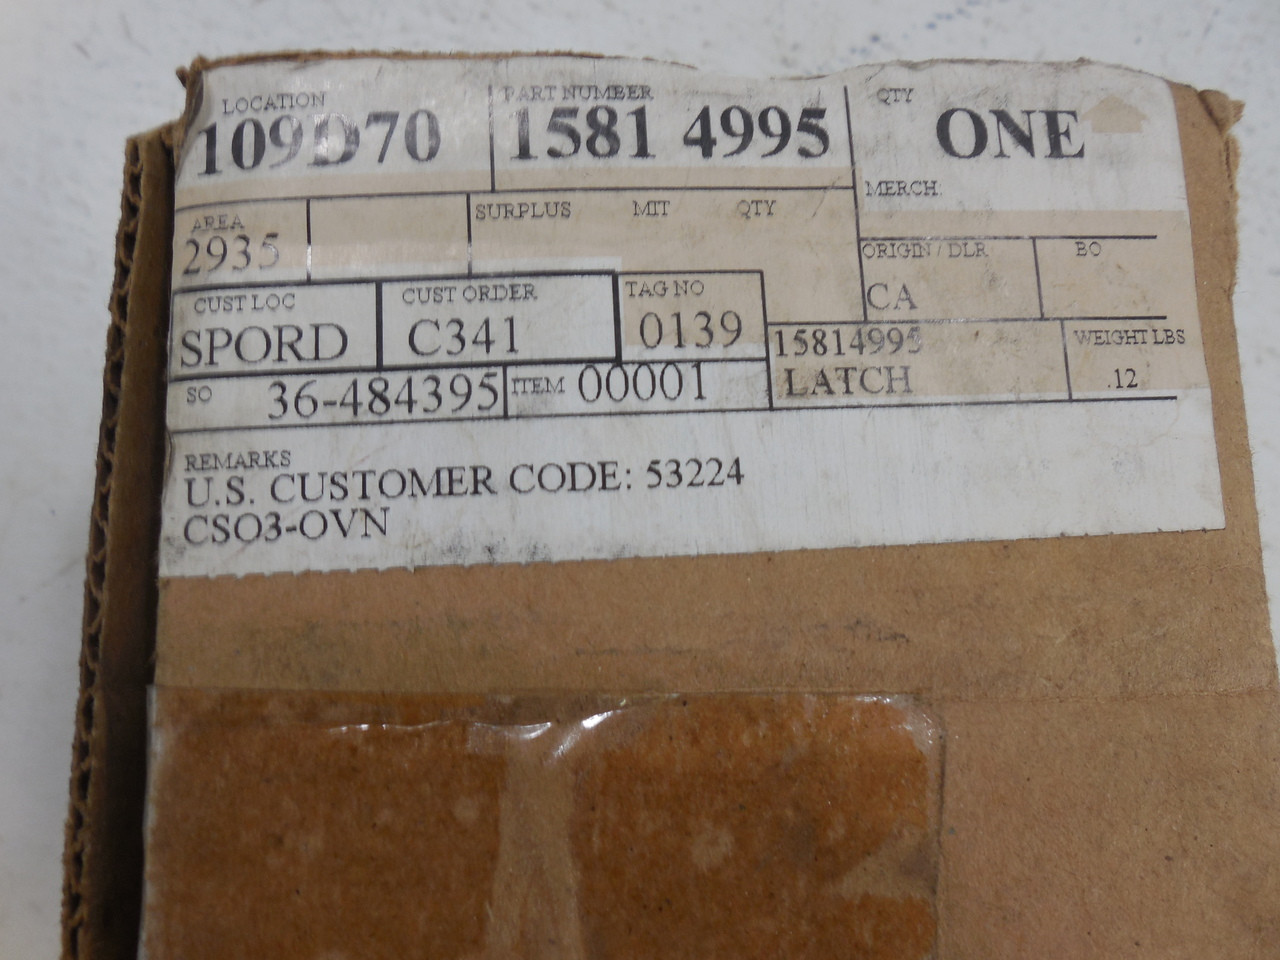 LOCATION PART NUMBER QTY
109D70 1581 4995 ONE
MERCH:
AREA SURPLUS MIT QTY
2935 ORIGIN / DLR BO
CA
CUST LOC CUST ORDER TAG NO
SPORD C341 0139 15814995 WEIGHT LBS
LATCH .12
SO 36-484395 ITEM 00001
REMARKS
U.S. CUSTOMER CODE: 53224
CSO3-OVN